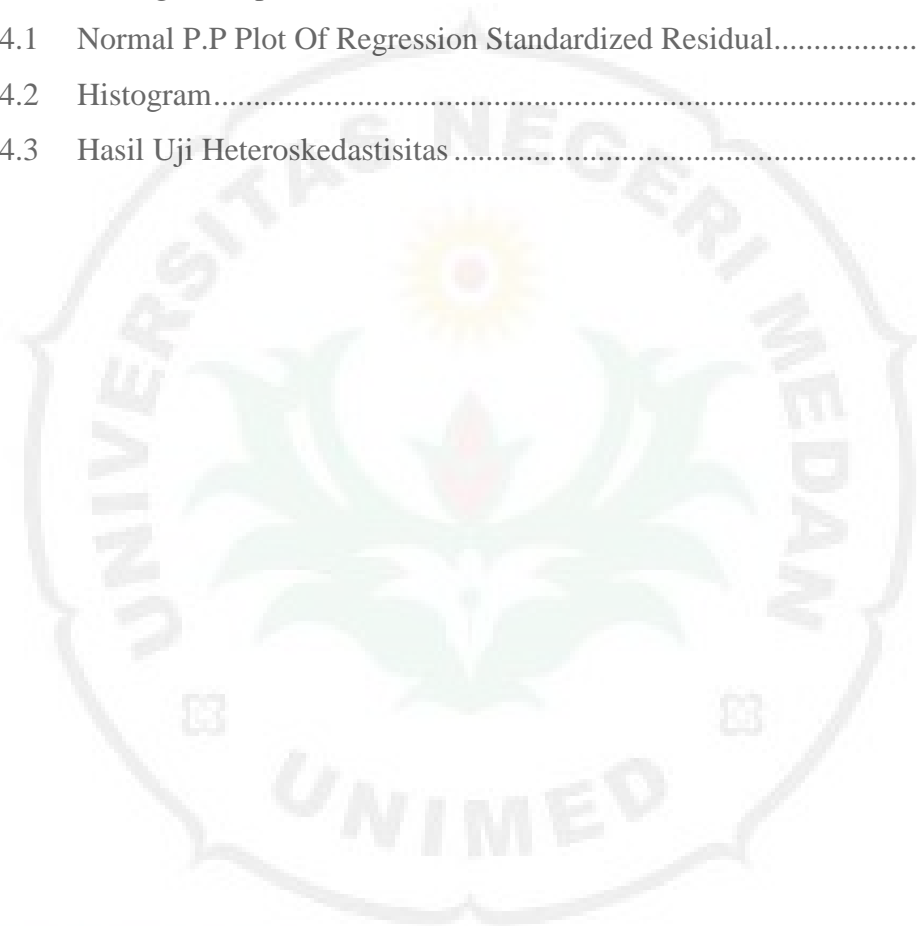 4.1 Normal P.P Plot Of Regression Standardized Residual..................
4.2 Histogram........................................................................................
4.3 Hasil Uji Heteroskedastisitas..........................................................
UNIVERSITAS NEGERI MEDAN
UNIMED